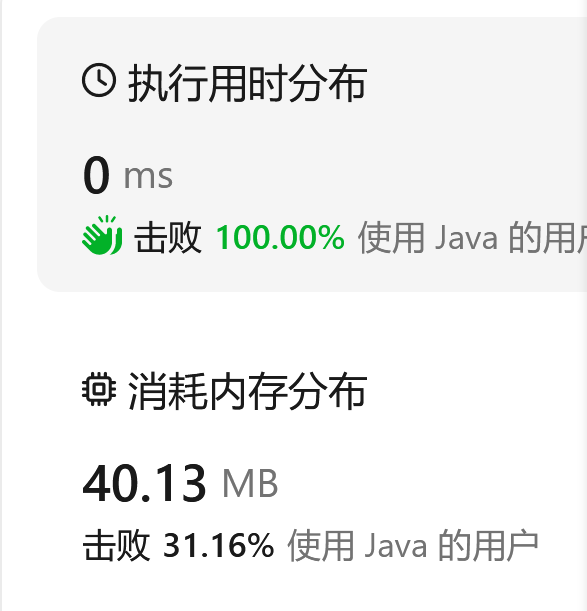 执行用时分布
0 ms
击败 100.00% 使用 Java 的用
消耗内存分布
40.13 MB
击败 31.16% 使用 Java 的用户